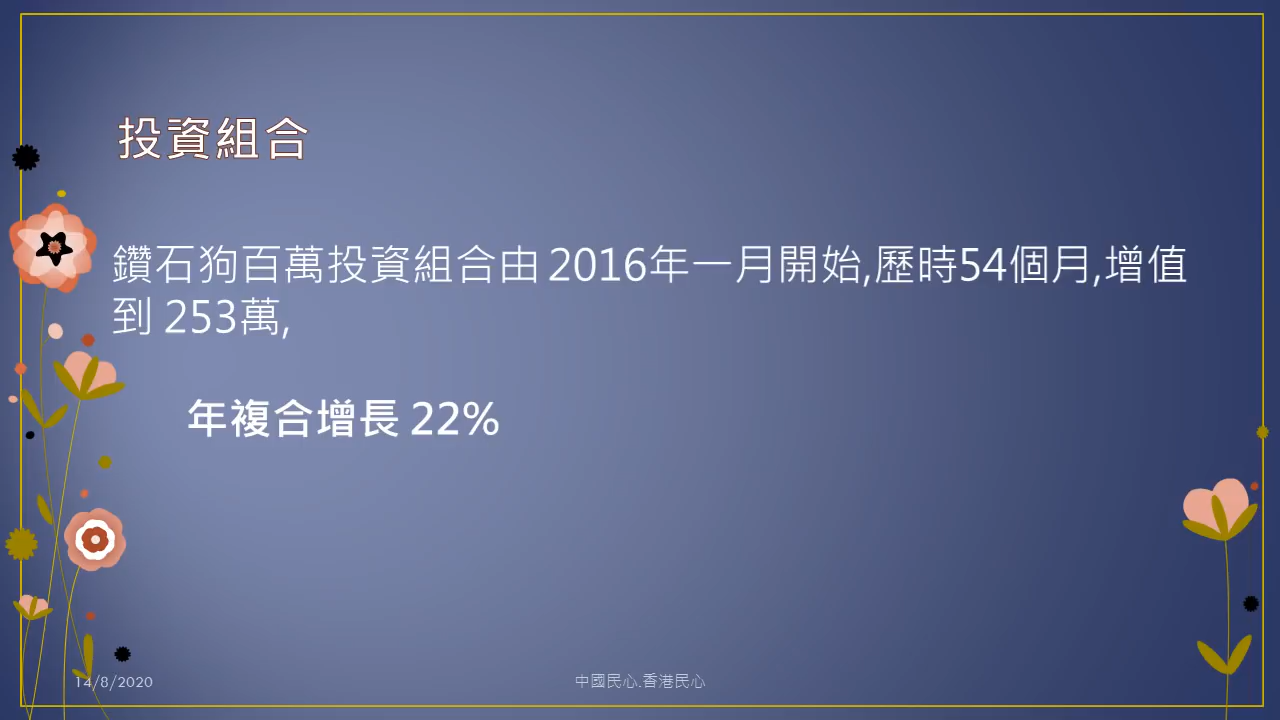 投資組合
鑽石狗百萬投資組合由 2016年一月開始,歷時54個月,增值
到 253萬,
年複合增長 22%
14/8/2020
中國民心.香港民心